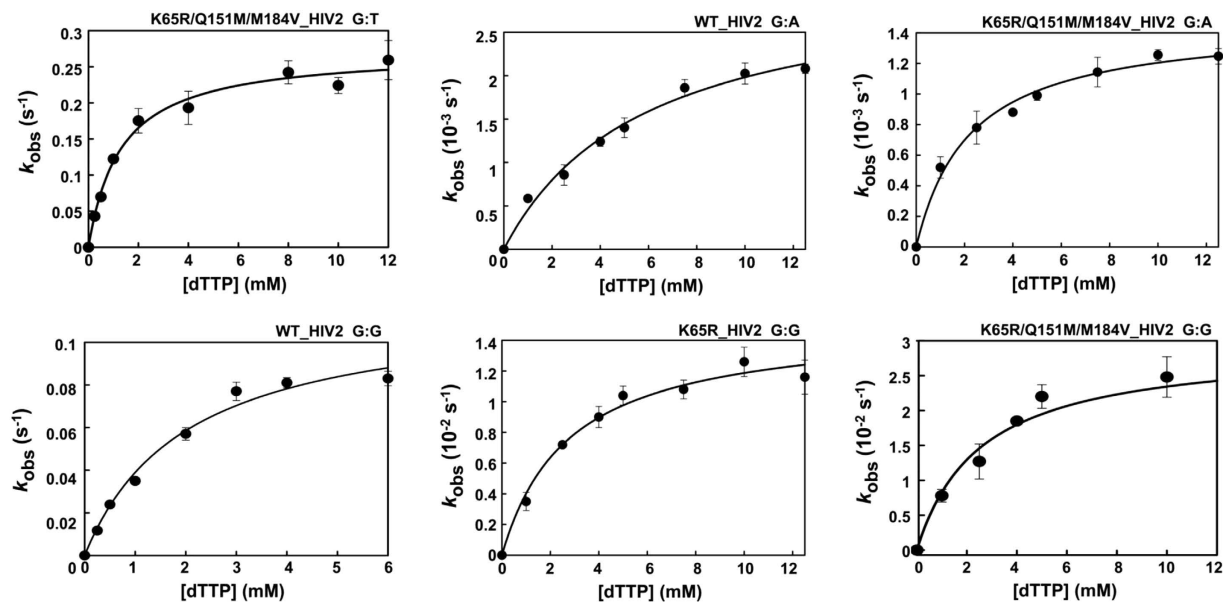 K65R/Q151M/M184V_HIV2 G:T
0.3
0.25
0.2
0.15
0.1
0.05
0
kobs (s-1)
0 2 4 6 8 10 12
[dTTP] (mM)
WT_HIV2 G:A
2.5
2
1.5
1
0.5
0
kobs (10-3 s-1)
0 2 4 6 8 10 12
[dTTP] (mM)
K65R/Q151M/M184V_HIV2 G:A
1.4
1.2
1
0.8
0.6
0.4
0.2
0
kobs (10-3 s-1)
0 2 4 6 8 10 12
[dTTP] (mM)
WT_HIV2 G:G
0.1
0.08
0.06
0.04
0.02
0
kobs (s-1)
0 1 2 3 4 5 6
[dTTP] (mM)
K65R_HIV2 G:G
1.4
1.2
1
0.8
0.6
0.4
0.2
0
kobs (10-2 s-1)
0 2 4 6 8 10 12
[dTTP] (mM)
K65R/Q151M/M184V_HIV2 G:G
3
2.5
2
1.5
1
0.5
0
kobs (10-2 s-1)
0 2 4 6 8 10 12
[dTTP] (mM)